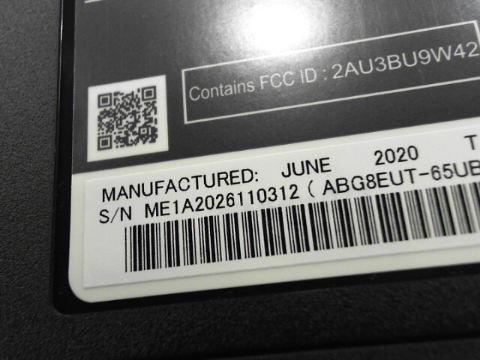 Contains FCC ID : 2AU3BU9W42
MANUFACTURED: JUNE 2020 T
S/N ME1A2026110312 ( ABG8EUT-65UB